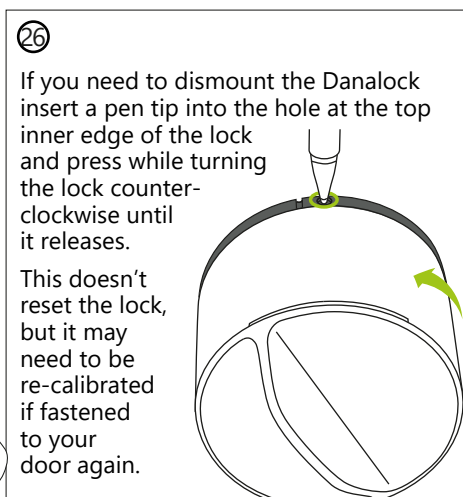 26
If you need to dismount the Danalock
insert a pen tip into the hole at the top
inner edge of the lock
and press while turning
the lock counter-
clockwise until
it releases.
This doesn't
reset the lock,
but it may
need to be
re-calibrated
if fastened
to your
door again.